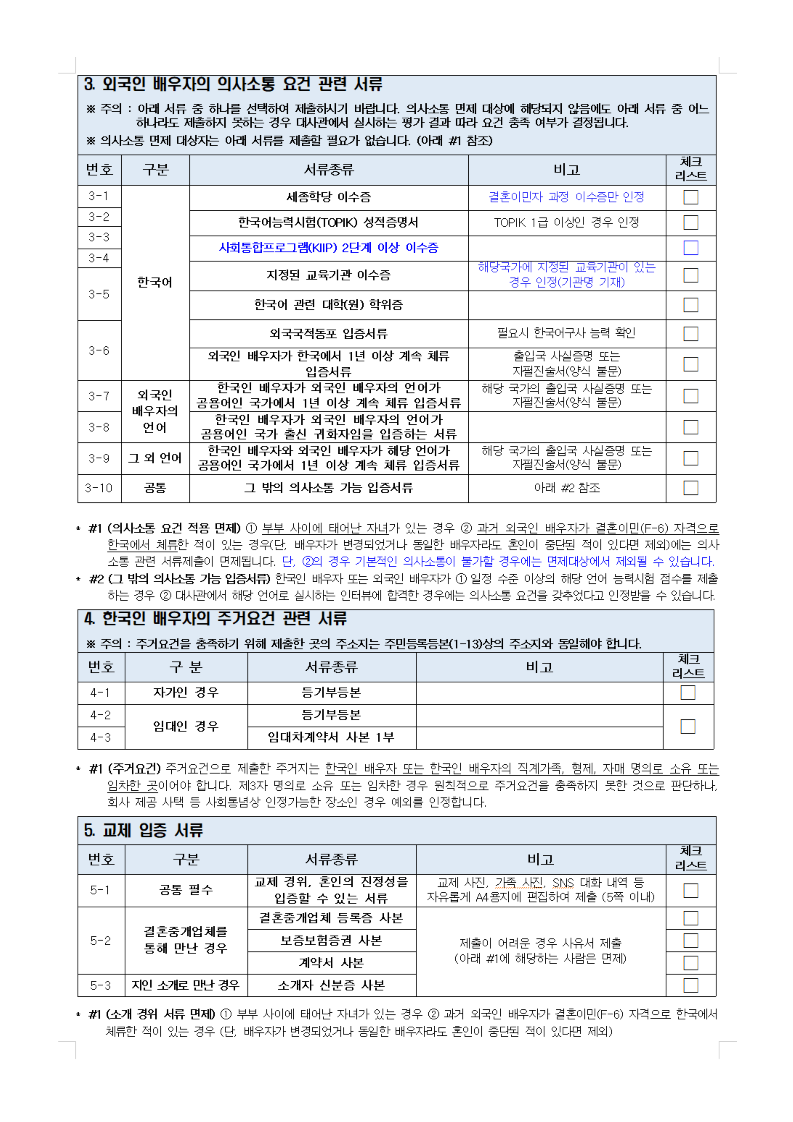 3. 외국인 배우자의 의사소통 요건 관련 서류
※ 주의 : 아래 서류 중 하나를 선택하여 제출하시기 바랍니다. 의사소통 면제 대상에 해당되지 않음에도 아래 서류 중 어느
하나라도 제출하지 못하는 경우 대사관에서 실시하는 평가 결과 따라 요건 충족 여부가 결정됩니다.
※ 의사소통 면제 대상자는 아래 서류를 제출할 필요가 없습니다. (아래 #1 참조)
번호 구분 서류종류 비고 체크
리스트
3-1 세종학당 이수증 결혼이민자 과정 이수증만 인정
3-2 한국어능력시험(TOPIK) 성적증명서 TOPIK 1급 이상인 경우 인정
3-3 사회통합프로그램(KIIP) 2단계 이상 이수증
3-4 지정된 교육기관 이수증 해당국가에 지정된 교육기관이 있는
경우 인정(기관명 기재)
한국어
3-5 한국어 관련 대학(원) 학위증
외국국적동포 입증서류 필요시 한국어구사 능력 확인
3-6 외국인 배우자가 한국에서 1년 이상 계속 체류 출입국 사실증명 또는
입증서류 자필진술서(양식 불문)
3-7 외국인 한국인 배우자가 외국인 배우자의 언어가 해당 국가의 출입국 사실증명 또는
배우자의 공용어인 국가에서 1년 이상 계속 체류 입증서류 자필진술서(양식 불문)
3-8 언어 한국인 배우자가 외국인 배우자의 언어가
공용어인 국가 출신 귀화자임을 입증하는 서류
3-9 그 외 언어 한국인 배우자와 외국인 배우자가 해당 언어가 해당 국가의 출입국 사실증명 또는
공용어인 국가에서 1년 이상 계속 체류 입증서류 자필진술서(양식 불문)
3-10 공통 그 밖의 의사소통 가능 입증서류 아래 #2 참조
* #1 (의사소통 요건 적용 면제) ① 부부 사이에 태어난 자녀가 있는 경우 ② 과거 외국인 배우자가 결혼이민(F-6) 자격으로
한국에서 체류한 적이 있는 경우(단, 배우자가 변경되었거나 동일한 배우자라도 혼인이 중단된 적이 있다면 제외)에는 의사
소통 관련 서류제출이 면제됩니다. 단, ②의 경우 기본적인 의사소통이 불가할 경우에는 면제대상에서 제외될 수 있습니다.
* #2 (그 밖의 의사소통 가능 입증서류) 한국인 배우자 또는 외국인 배우자가 ① 일정 수준 이상의 해당 언어 능력시험 점수를 제출
하는 경우 ② 대사관에서 해당 언어로 실시하는 인터뷰에 합격한 경우에는 의사소통 요건을 갖추었다고 인정받을 수 있습니다.
4. 한국인 배우자의 주거요건 관련 서류
※ 주의 : 주거요건을 충족하기 위해 제출한 곳의 주소지는 주민등록등본(1-13)상의 주소지와 동일해야 합니다.
번호 구 분 서류종류 비고 체크
리스트
4-1 자가인 경우 등기부등본
4-2 임대인 경우 등기부등본
4-3 임대차계약서 사본 1부
* #1 (주거요건) 주거요건으로 제출한 주거지는 한국인 배우자 또는 한국인 배우자의 직계가족, 형제, 자매 명의로 소유 또는
임차한 곳이어야 합니다. 제3자 명의로 소유 또는 임차한 경우 원칙적으로 주거요건을 충족하지 못한 것으로 판단하나,
회사 제공 사택 등 사회통념상 인정가능한 장소인 경우 예외를 인정합니다.
5. 교제 입증 서류
번호 구분 서류종류 비고 체크
리스트
5-1 공통 필수 교제 경위, 혼인의 진정성을 교제 사진, 가족 사진, SNS 대화 내역 등
입증할 수 있는 서류 자유롭게 A4용지에 편집하여 제출 (5쪽 이내)
결혼중개업체 등록증 사본
5-2 결혼중개업체를
통해 만난 경우 보증보험증권 사본 제출이 어려운 경우 사유서 제출
(아래 #1에 해당하는 사람은 면제)
계약서 사본
5-3 지인 소개로 만난 경우 소개자 신분증 사본
* #1 (소개 경위 서류 면제) ① 부부 사이에 태어난 자녀가 있는 경우 ② 과거 외국인 배우자가 결혼이민(F-6) 자격으로 한국에서
체류한 적이 있는 경우 (단, 배우자가 변경되었거나 동일한 배우자라도 혼인이 중단된 적이 있다면 제외)